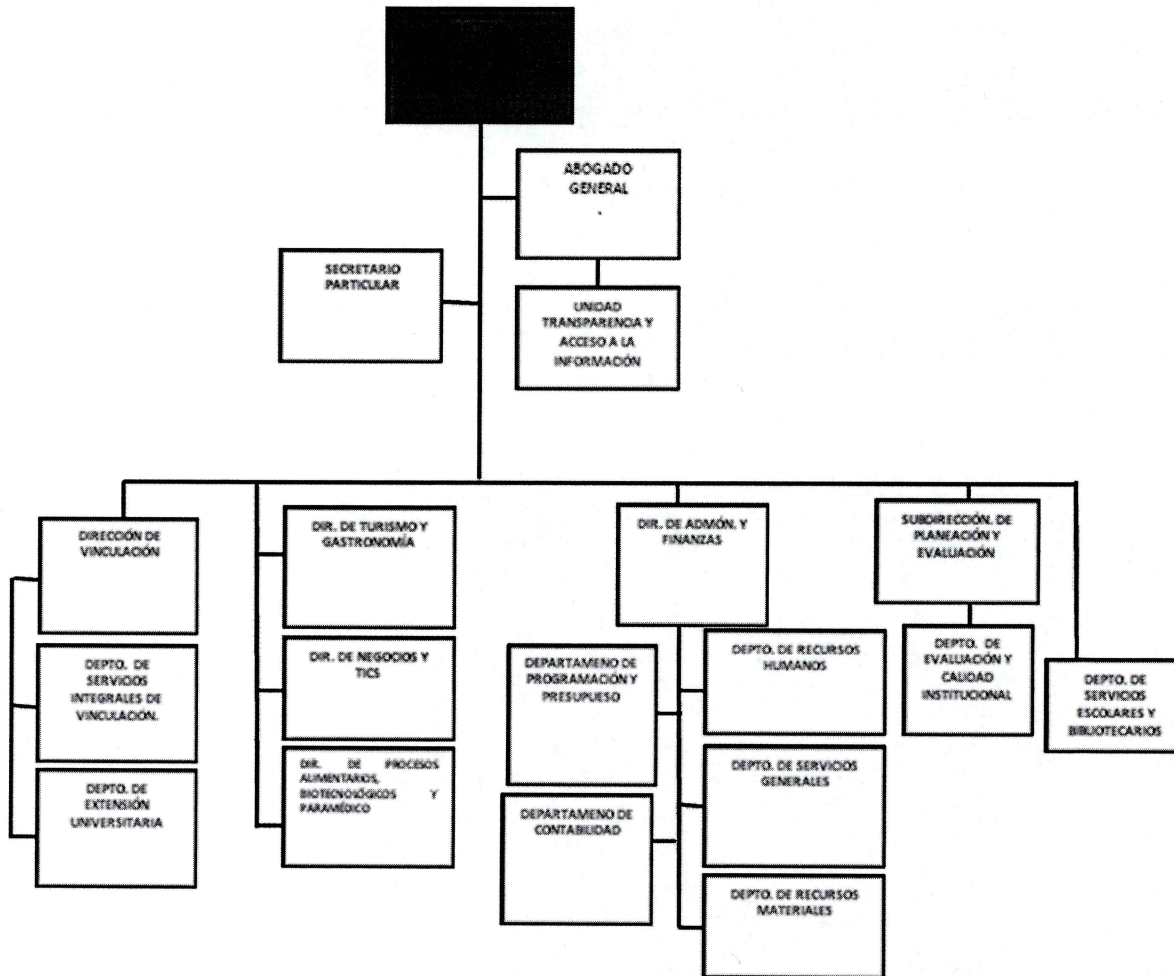 ABOGADO
GENERAL
SECRETARIO
PARTICULAR
UNIDAD
TRANSPARENCIA Y
ACCESO A LA
INFORMACIÓN
DIRECCIÓN DE
VINCULACIÓN
DEPTO. DE
SERVICIOS
INTEGRALES DE
VINCULACIÓN.
DEPTO. DE
EXTENSIÓN
UNIVERSITARIA
DIR. DE TURISMO Y
GASTRONOMÍA
DIR. DE NEGOCIOS Y
TICS
DIR. DE PROCESOS
ALIMENTARIOS,
BIOTECNOLÓGICOS Y
PARAMÉDICO
DIR. DE ADMÓN. Y
FINANZAS
DEPARTAMENO DE
PROGRAMACIÓN Y
PRESUPUESO
DEPARTAMENO DE
CONTABILIDAD
DEPTO. DE RECURSOS
HUMANOS
DEPTO. DE SERVICIOS
GENERALES
DEPTO. DE RECURSOS
MATERIALES
SUBDIRECCIÓN. DE
PLANEACIÓN Y
EVALUACIÓN
DEPTO. DE
EVALUACIÓN Y
CALIDAD
INSTITUCIONAL
DEPTO. DE
SERVICIOS
ESCOLARES Y
BIBLIOTECARIOS